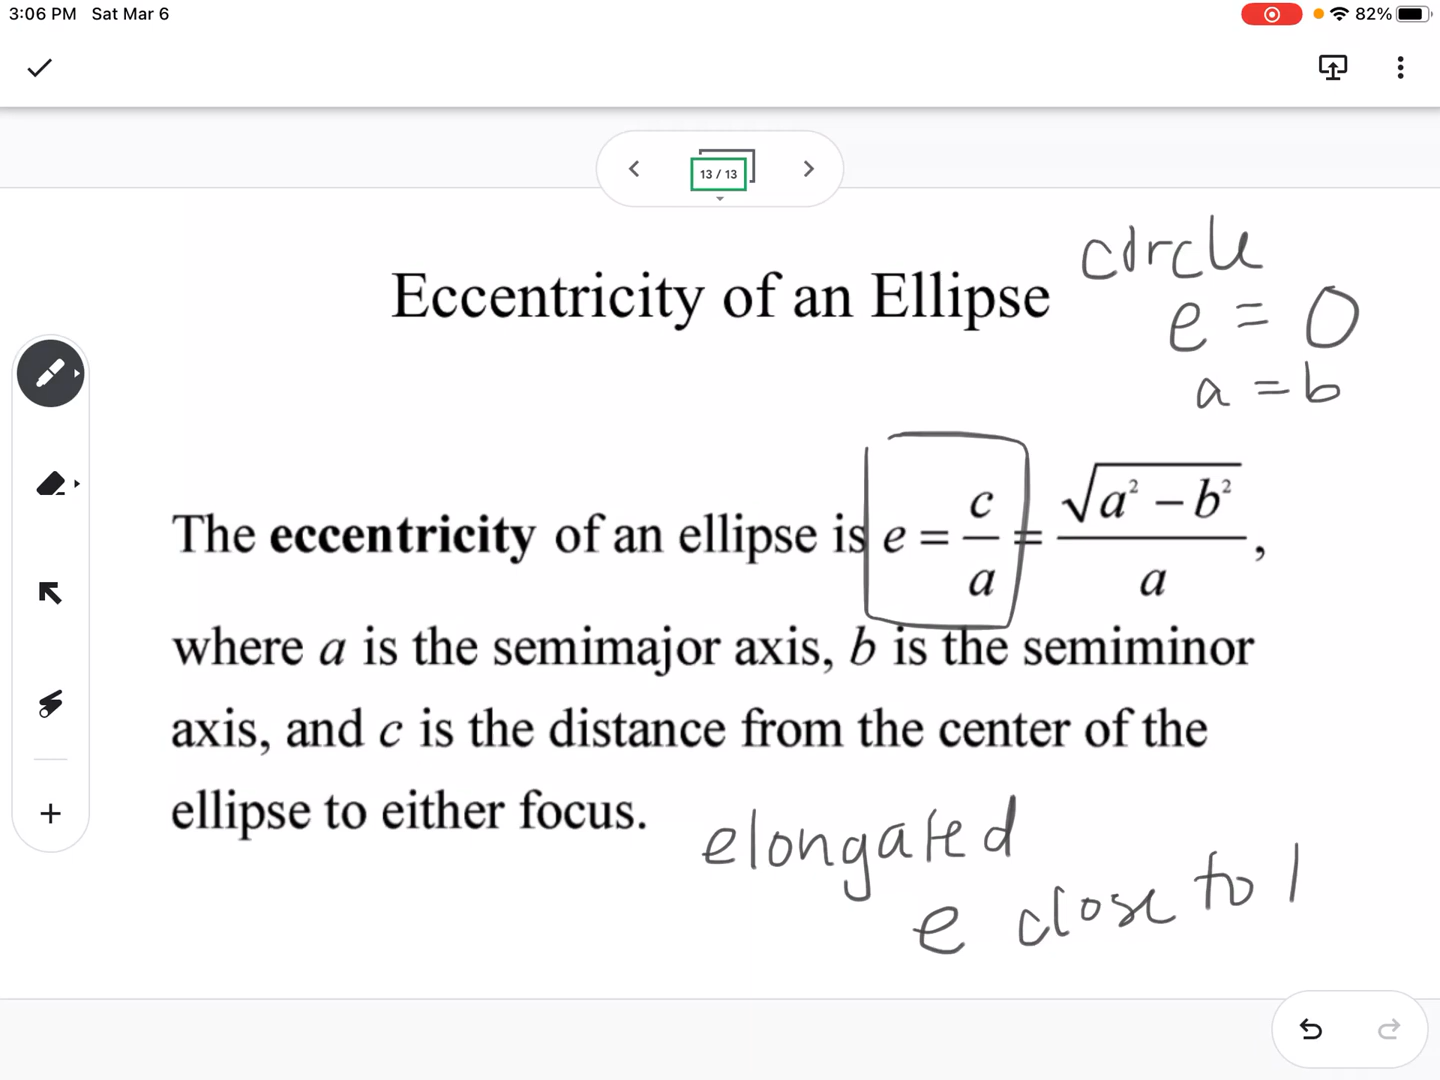 3:06 PM Sat Mar 6
82%
13 / 13
circle
Eccentricity of an Ellipse
e = 0
a = b
The eccentricity of an ellipse is e = c/a = √(a² − b²)/a,
where a is the semimajor axis, b is the semiminor
axis, and c is the distance from the center of the
ellipse to either focus.
elongated
e close to 1